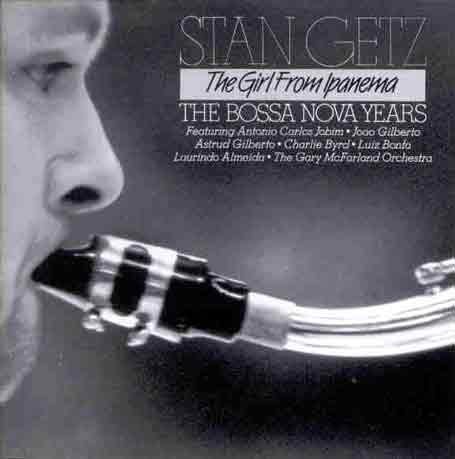 STAN GETZ
The Girl From Ipanema
THE BOSSA NOVA YEARS
Featuring Antonio Carlos Jobim • Joao Gilberto
Astrud Gilberto • Charlie Byrd • Luiz Bonfa
Laurindo Almeida • The Gary McFarland Orchestra